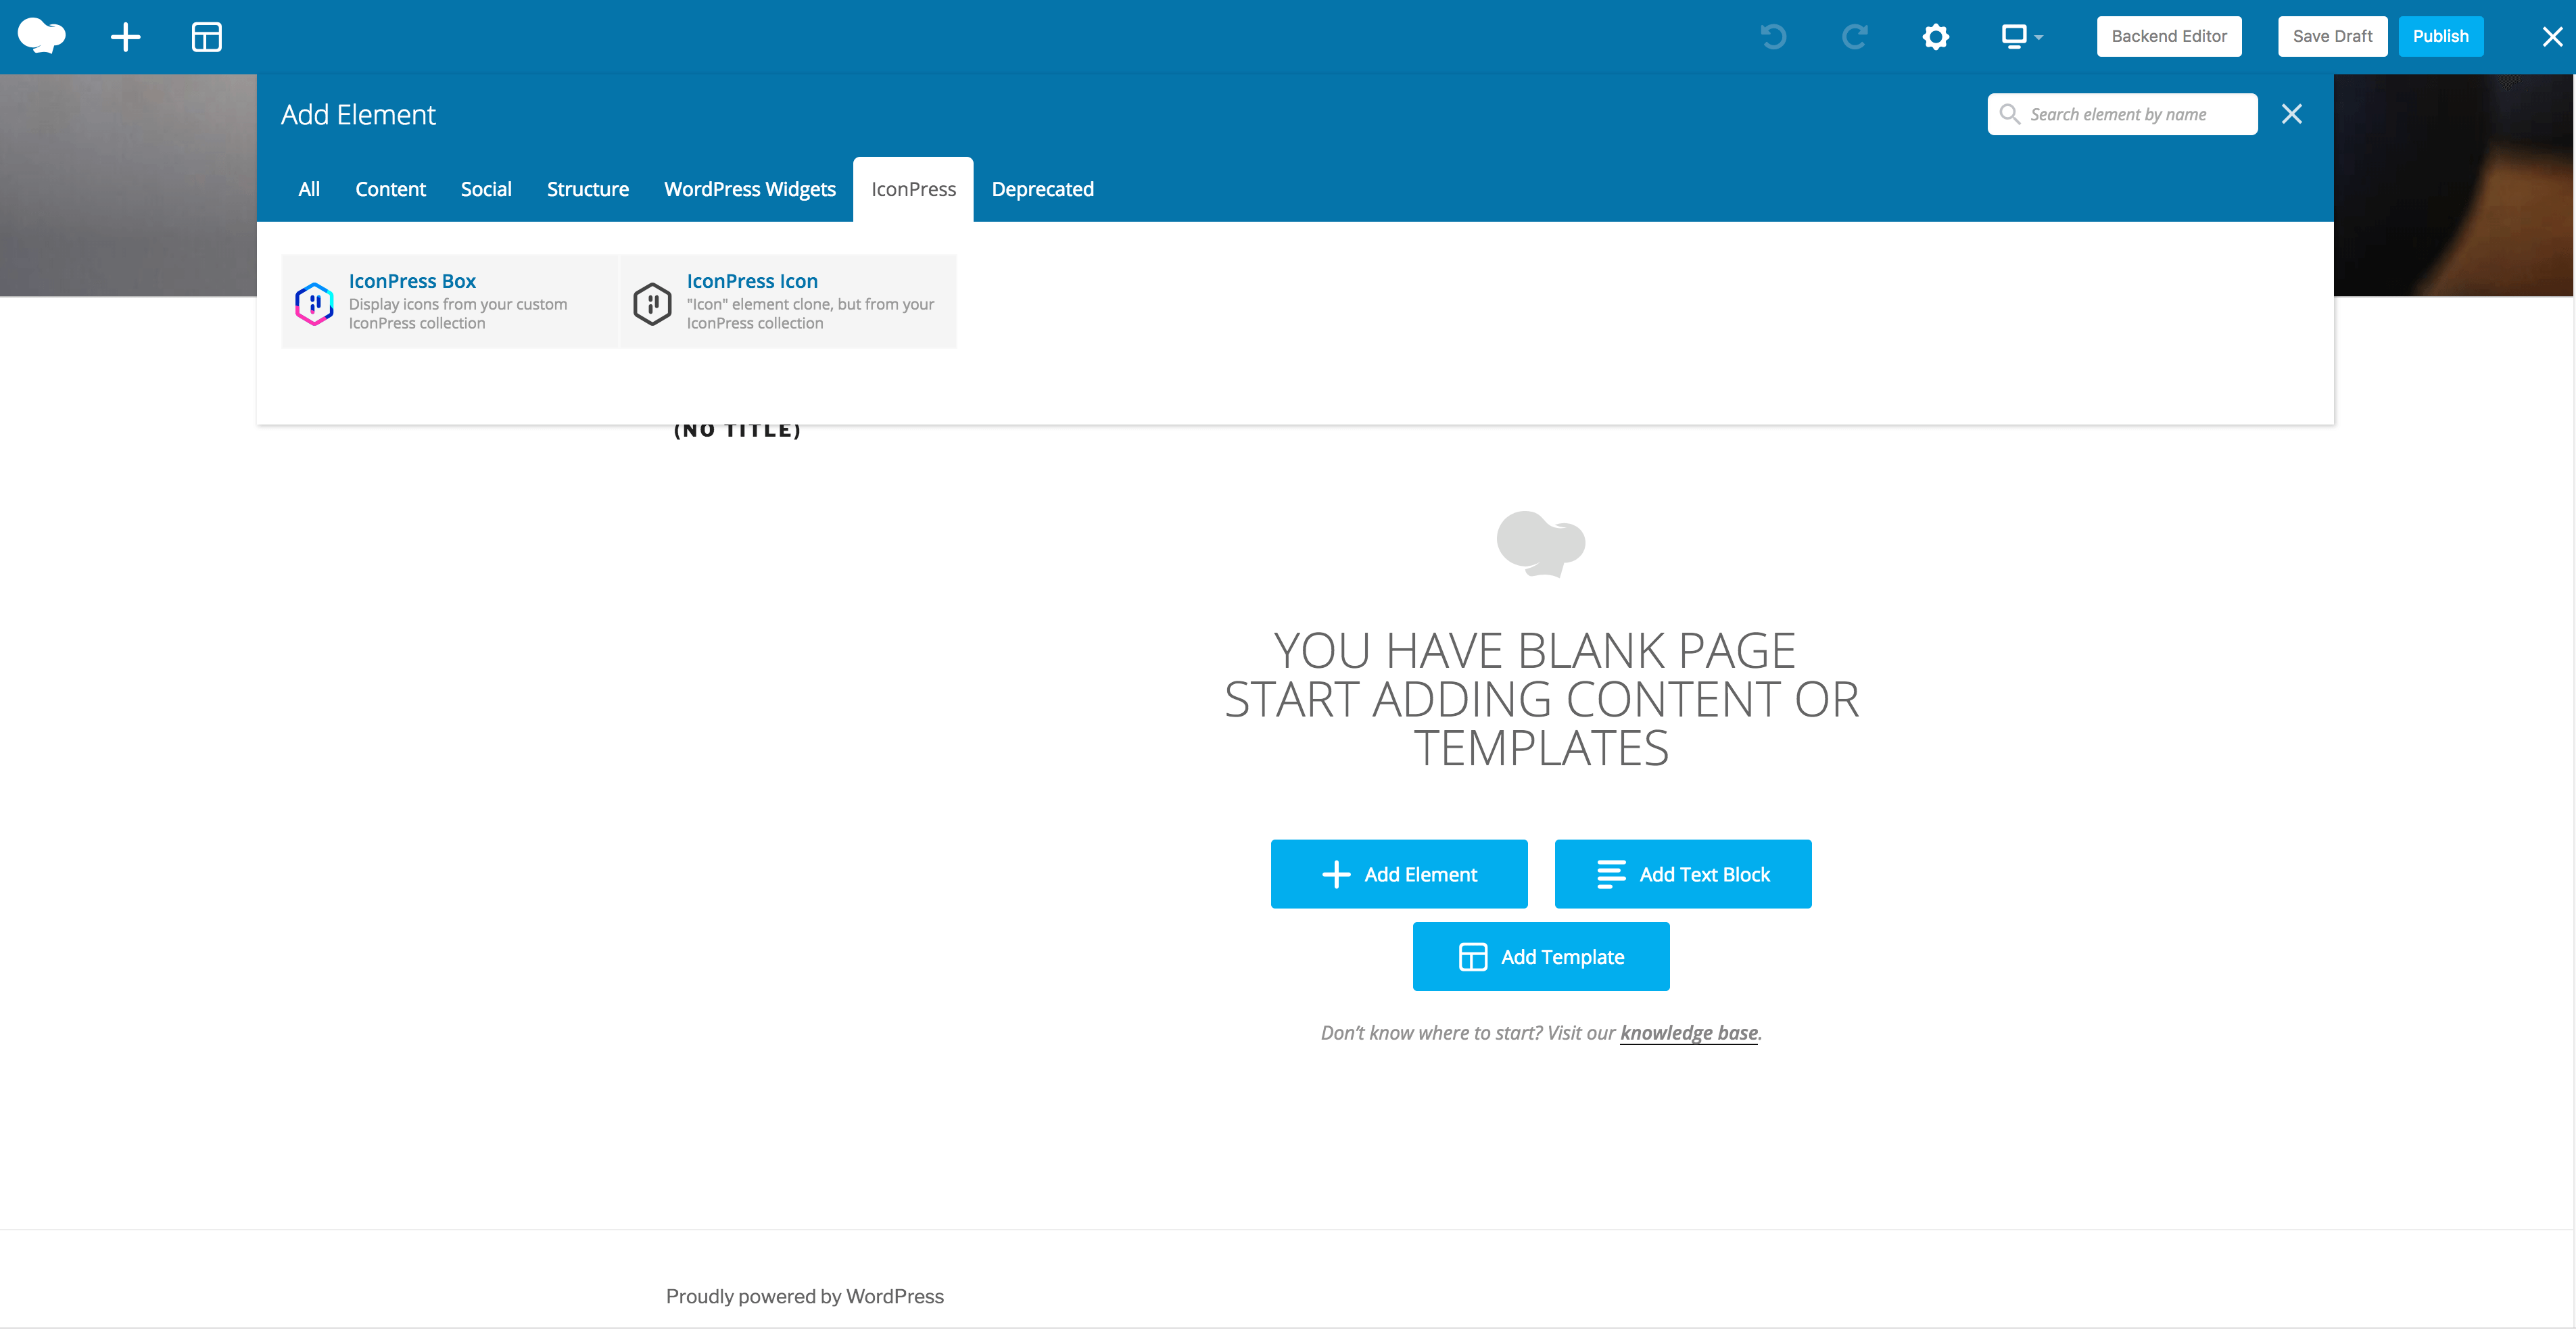 Backend Editor
Save Draft
Publish
Add Element
Search element by name
All
Content
Social
Structure
WordPress Widgets
IconPress
Deprecated
IconPress Box
Display icons from your custom
IconPress collection
IconPress Icon
"Icon" element clone, but from your
IconPress collection
(NO TITLE)
YOU HAVE BLANK PAGE
START ADDING CONTENT OR
TEMPLATES
Add Element
Add Text Block
Add Template
Don't know where to start? Visit our knowledge base.
Proudly powered by WordPress